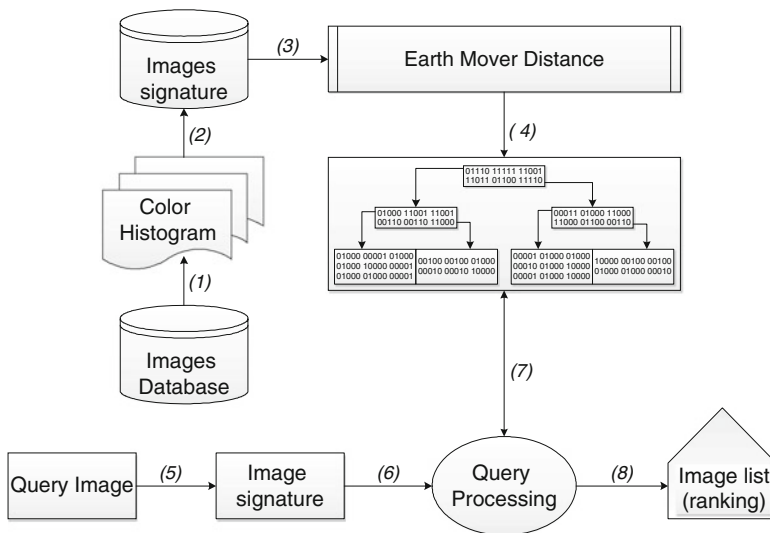 Images
signature
(3)
Earth Mover Distance
(2)
( 4)
Color
Histogram
01110 11111 11001
11011 01100 11110
01000 11001 11001
00110 00110 11000
00011 01000 11000
11000 01100 00110
01000 00001 01000
01000 10000 00001
01000 01000 00001
00100 00100 01000
00010 00010 10000
00001 01000 01000
00010 01000 10000
00001 01000 10000
10000 00100 00100
01000 01000 00010
(1)
Images
Database
(7)
Query Image
(5)
Image
signature
(6)
Query
Processing
(8)
Image list
(ranking)